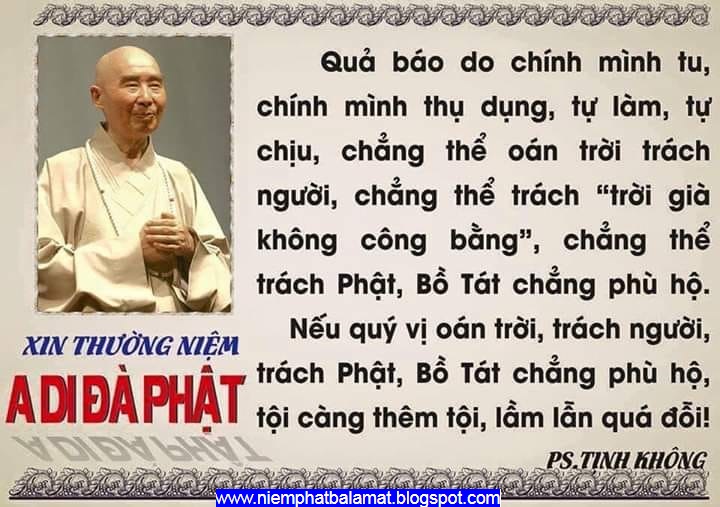 Quả báo do chính mình tu,
chính mình thụ dụng, tự làm, tự
chịu, chẳng thể oán trời trách
người, chẳng thể trách “trời già
không công bằng”, chẳng thể
trách Phật, Bồ Tát chẳng phù hộ.
Nếu quý vị oán trời, trách người,
trách Phật, Bồ Tát chẳng phù hộ,
tội càng thêm tội, lầm lẫn quá đỗi!
PS.TỊNH KHÔNG
XIN THƯỜNG NIỆM
A DI ĐÀ PHẬT
www.niemphatbalamat.blogspot.com